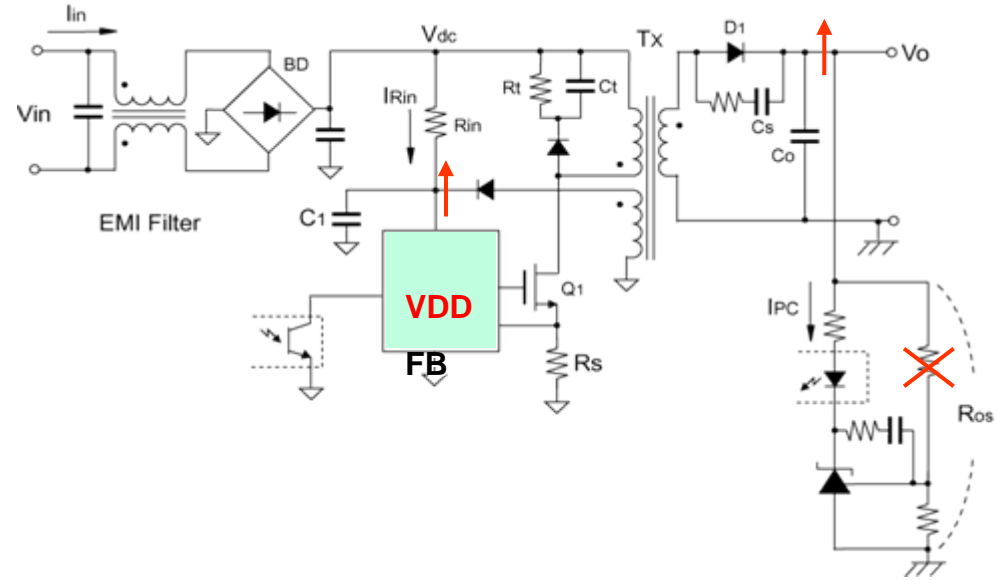 Iin
Vdc
Tx
D1
Vo
BD
Rt
Ct
Vin
IRin
Rin
Cs
Co
C1
EMI Filter
VDD
Q1
IPC
FB
Rs
Ros